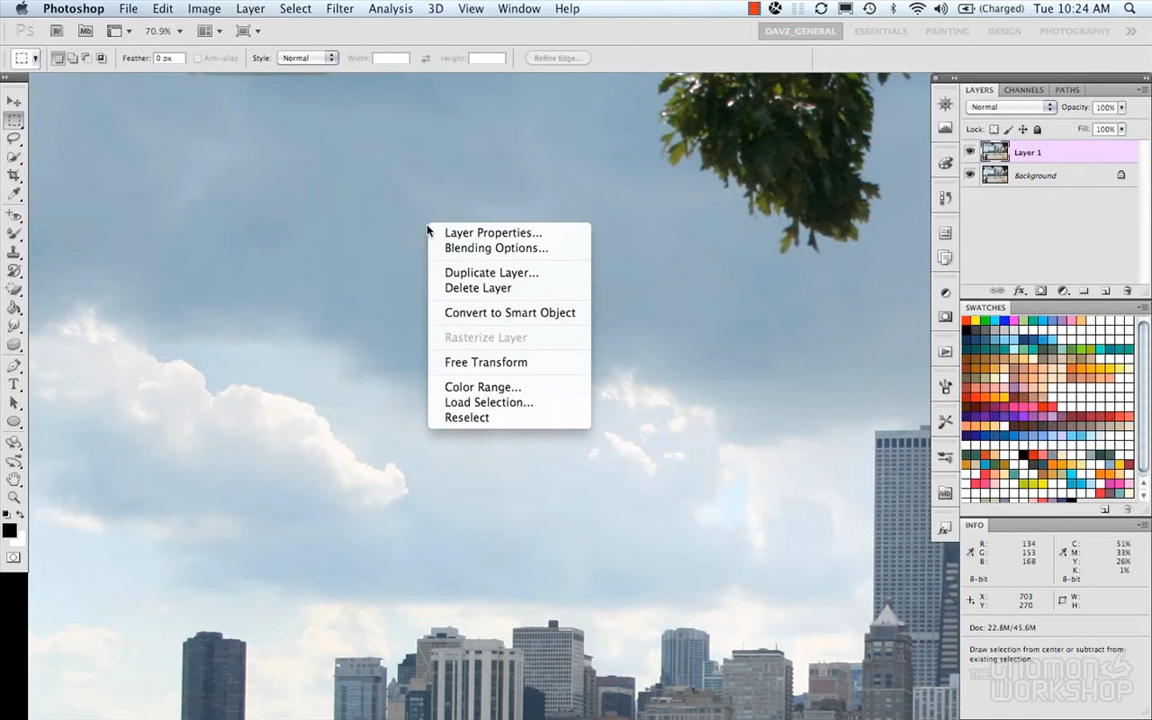 Photoshop File Edit Image Layer Select Filter Analysis 3D View Window Help (Charged) Tue 10:24 AM
Ps Br Mb 70.9% DAVZ_GENERAL ESSENTIALS PAINTING DESIGN PHOTOGRAPHY
Feather: 0 px Anti-alias Style: Normal Width: Height: Refine Edge...
LAYERS CHANNELS PATHS
Normal Opacity: 100%
Lock: Fill: 100%
Layer 1
Background
Layer Properties...
Blending Options...
Duplicate Layer...
Delete Layer
Convert to Smart Object
Rasterize Layer
Free Transform
Color Range...
Load Selection...
Reselect
SWATCHES
INFO
R: 134 C: 51%
G: 153 M: 33%
B: 168 Y: 26%
K: 1%
8-bit 8-bit
X: 703 W:
Y: 270 H:
Doc: 22.8M/45.6M
Draw selection from center or subtract from
existing selection.
THE GNOMON
WORKSHOP